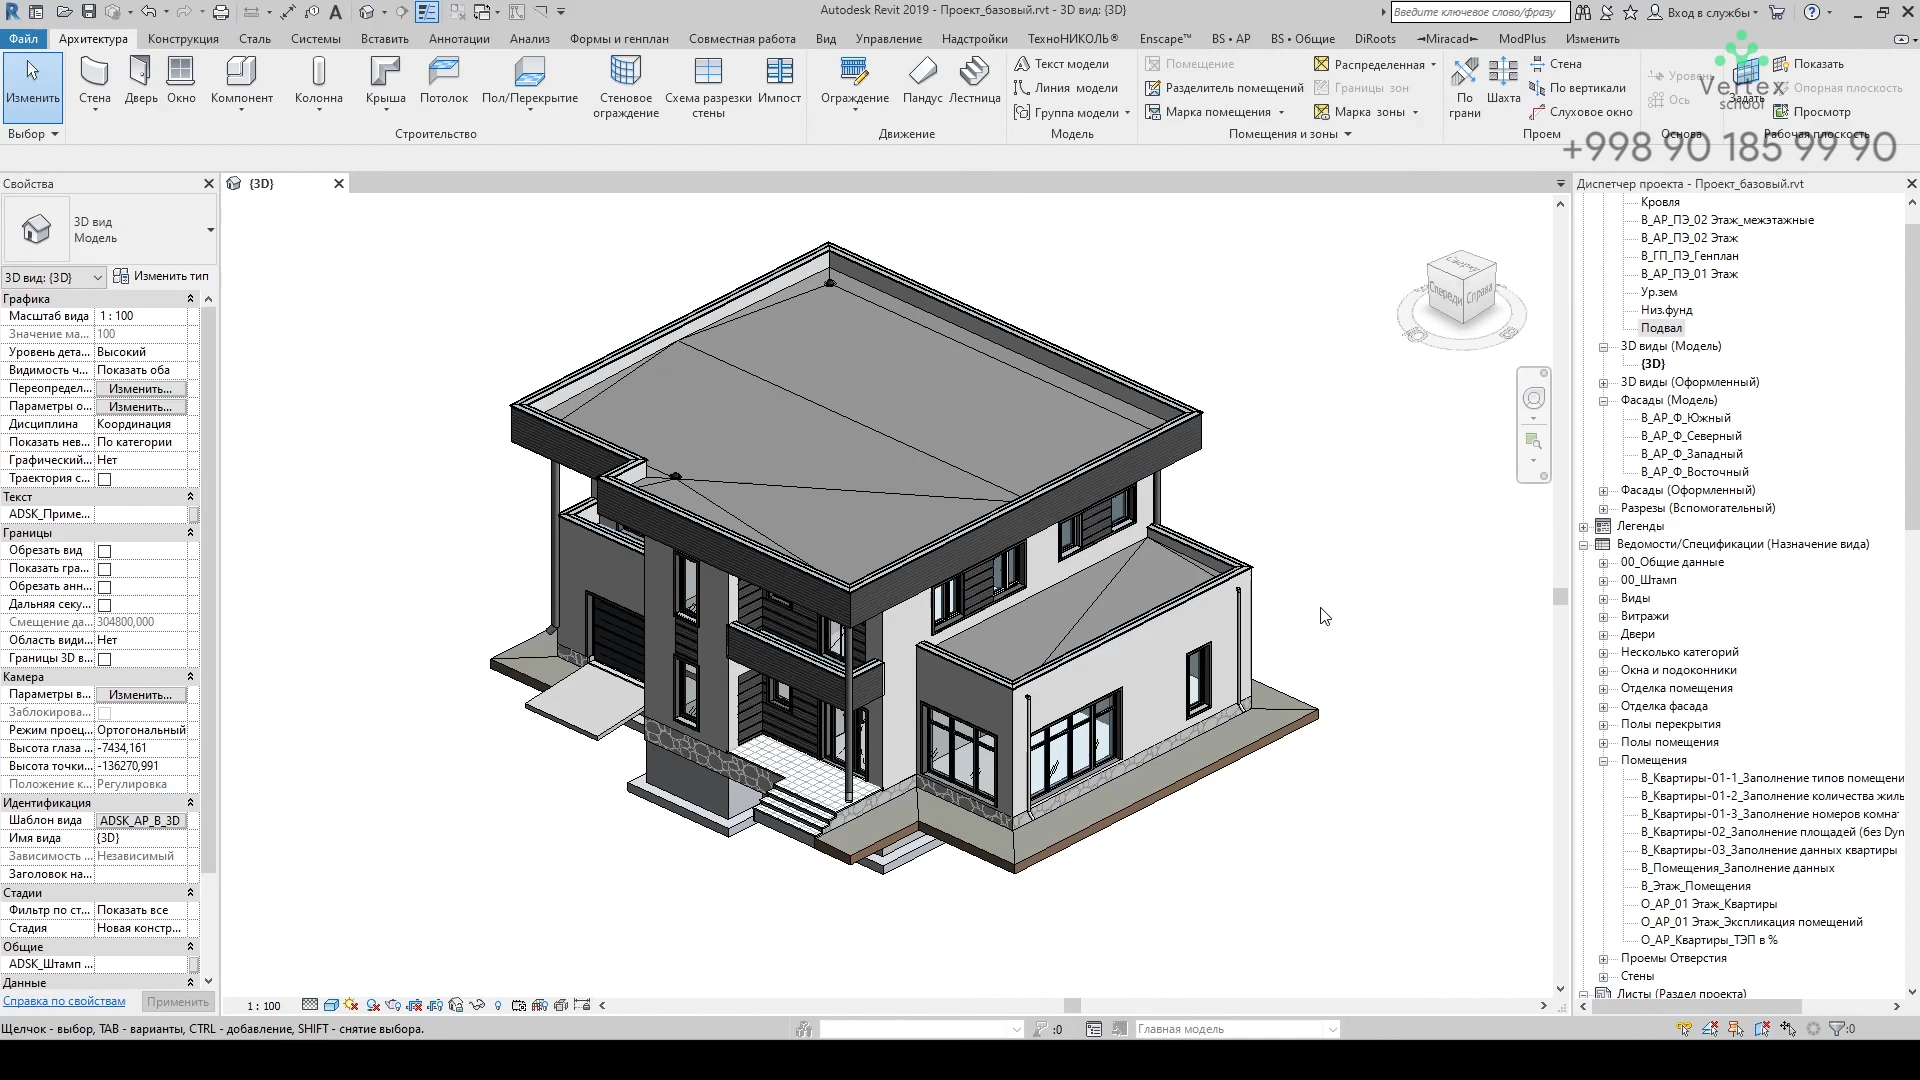 Autodesk Revit 2019 - Проект_базовый.rvt - 3D вид: {3D}
Введите ключевое слово/фразу
Вход в службы
Файл Архитектура Конструкция Сталь Системы Вставить Аннотации Анализ Формы и генплан Совместная работа Вид Управление Надстройки ТехноНИКОЛЬ® Enscape™ BS • АР BS • Общие DiRoots ◄Miracad► ModPlus Изменить
Изменить Стена Дверь Окно Компонент Колонна Крыша Потолок Пол/Перекрытие Стеновое ограждение Схема разрезки стены Импост Ограждение Пандус Лестница
Текст модели
Линия модели
Группа модели
Помещение
Разделитель помещений
Марка помещения
Распределенная
Границы зон
Марка зоны
По грани
Шахта
Стена
По вертикали
Слуховое окно
Уровень
Ось
Задать
Показать
Опорная плоскость
Просмотр
Vertex
school
Выбор Строительство Движение Модель Помещения и зоны Проем Основа Рабочая плоскость
+998 90 185 99 90
Свойства
3D вид
Модель
3D вид: {3D} Изменить тип
Графика
Масштаб вида 1 : 100
Значение ма... 100
Уровень дета... Высокий
Видимость ч... Показать оба
Переопредел... Изменить...
Параметры о... Изменить...
Дисциплина Координация
Показать нев... По категории
Графический... Нет
Траектория с...
Текст
ADSK_Приме...
Границы
Обрезать вид
Показать гра...
Обрезать анн...
Дальняя секу...
Смещение да... 304800,000
Область види... Нет
Границы 3D в...
Камера
Параметры в... Изменить...
Заблокирова...
Режим проец... Ортогональный
Высота глаза ... -7434,161
Высота точки... -136270,991
Положение к... Регулировка
Идентификация
Шаблон вида ADSK_АР_В_3D
Имя вида {3D}
Зависимость ... Независимый
Заголовок на...
Стадии
Фильтр по ст... Показать все
Стадия Новая констр...
Общие
ADSK_Штамп ...
Данные
Справка по свойствам Применить
{3D}
Сверху
Спереди
Справа
1 : 100
Диспетчер проекта - Проект_базовый.rvt
Кровля
В_АР_ПЭ_02 Этаж_межэтажные
В_АР_ПЭ_02 Этаж
В_ГП_ПЭ_Генплан
В_АР_ПЭ_01 Этаж
Ур.зем
Низ.фунд
Подвал
3D виды (Модель)
{3D}
3D виды (Оформленный)
Фасады (Модель)
В_АР_Ф_Южный
В_АР_Ф_Северный
В_АР_Ф_Западный
В_АР_Ф_Восточный
Фасады (Оформленный)
Разрезы (Вспомогательный)
Легенды
Ведомости/Спецификации (Назначение вида)
00_Общие данные
00_Штамп
Виды
Витражи
Двери
Несколько категорий
Окна и подоконники
Отделка помещения
Отделка фасада
Полы перекрытия
Полы помещения
Помещения
В_Квартиры-01-1_Заполнение типов помещени
В_Квартиры-01-2_Заполнение количества жилы
В_Квартиры-01-3_Заполнение номеров комнат
В_Квартиры-02_Заполнение площадей (без Dyn
В_Квартиры-03_Заполнение данных квартиры
В_Помещения_Заполнение данных
В_Этаж_Помещения
О_АР_01 Этаж_Квартиры
О_АР_01 Этаж_Экспликация помещений
О_АР_Квартиры_ТЭП в %
Проемы Отверстия
Стены
Листы (Раздел проекта)
Щелчок - выбор, TAB - варианты, CTRL - добавление, SHIFT - снятие выбора.
:0
Главная модель
:0